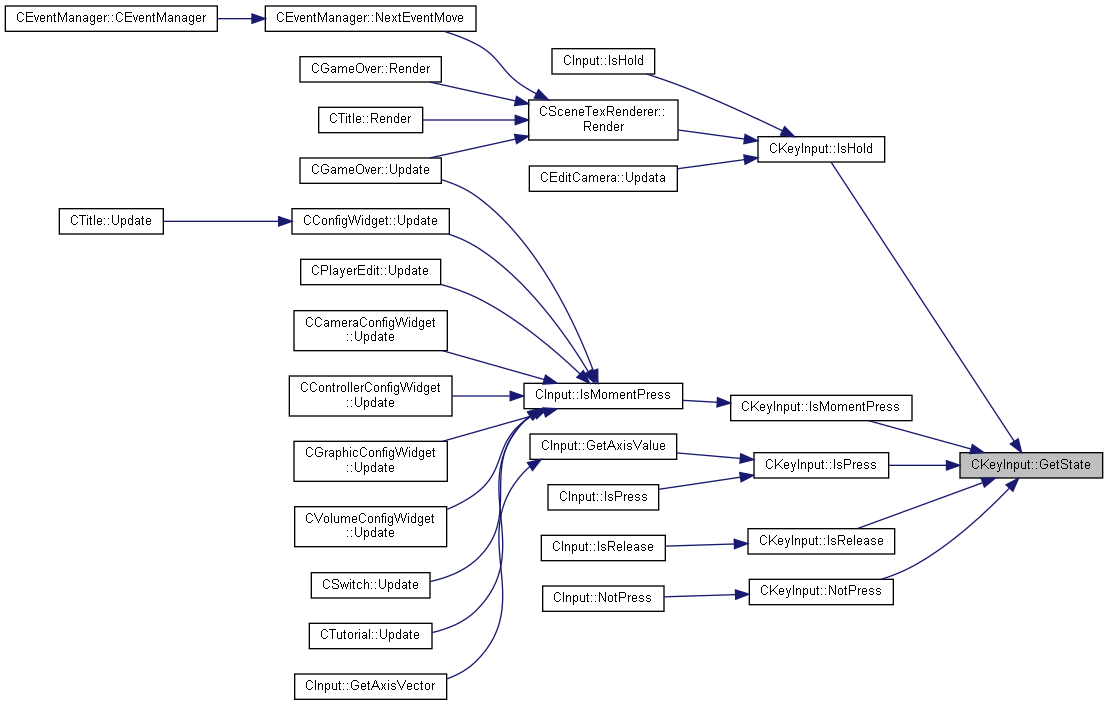 CEventManager::CEventManager
CEventManager::NextEventMove
CGameOver::Render
CInput::IsHold
CTitle::Render
CSceneTexRenderer::
Render
CKeyInput::IsHold
CGameOver::Update
CEditCamera::Updata
CTitle::Update
CConfigWidget::Update
CPlayerEdit::Update
CCameraConfigWidget
::Update
CControllerConfigWidget
::Update
CInput::IsMomentPress
CKeyInput::IsMomentPress
CGraphicConfigWidget
::Update
CInput::GetAxisValue
CKeyInput::IsPress
CKeyInput::GetState
CInput::IsPress
CVolumeConfigWidget
::Update
CInput::IsRelease
CKeyInput::IsRelease
CSwitch::Update
CInput::NotPress
CKeyInput::NotPress
CTutorial::Update
CInput::GetAxisVector